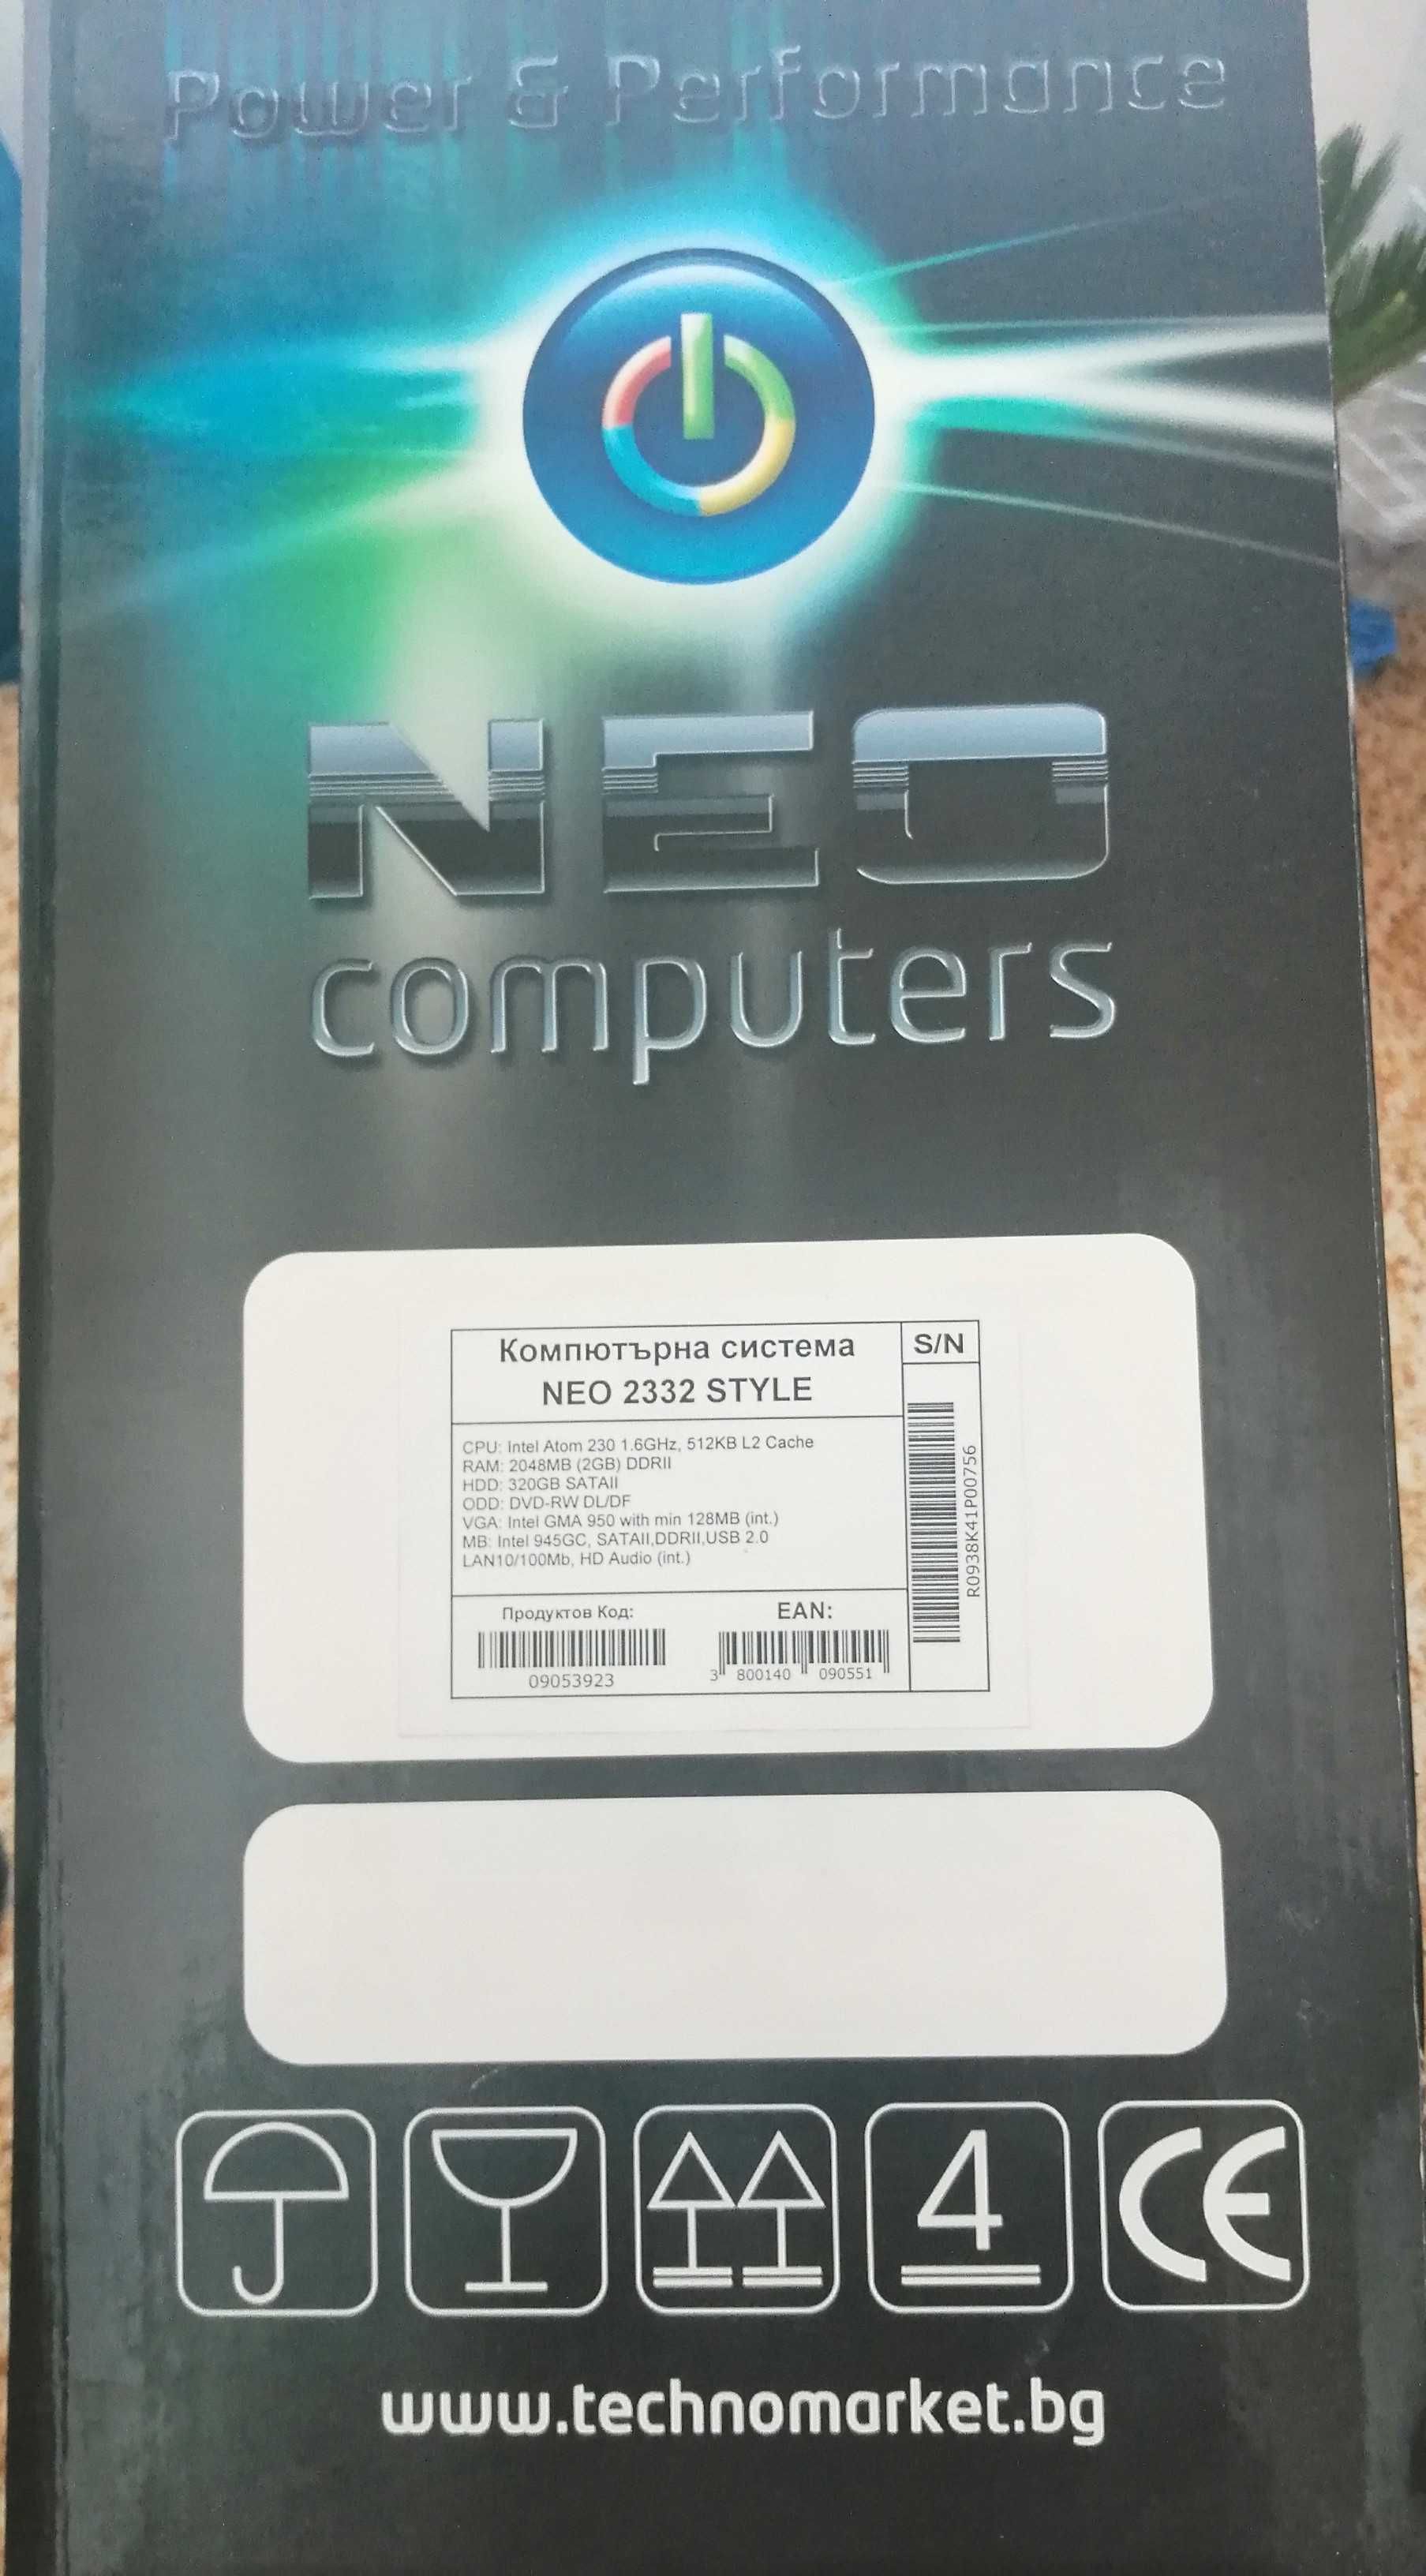 Power & Performance
NEO
computers
Компютърна система
NEO 2332 STYLE
S/N
CPU: Intel Atom 230 1.6GHz, 512KB L2 Cache
RAM: 2048MB (2GB) DDRII
HDD: 320GB SATAII
ODD: DVD-RW DL/DF
VGA: Intel GMA 950 with min 128MB (int.)
MB: Intel 945GC, SATAII,DDRII,USB 2.0
LAN10/100Mb, HD Audio (int.)
R0938K41P00756
Продуктов Код:
EAN:
09053923
3 800140 090551
4
CE
www.technomarket.bg